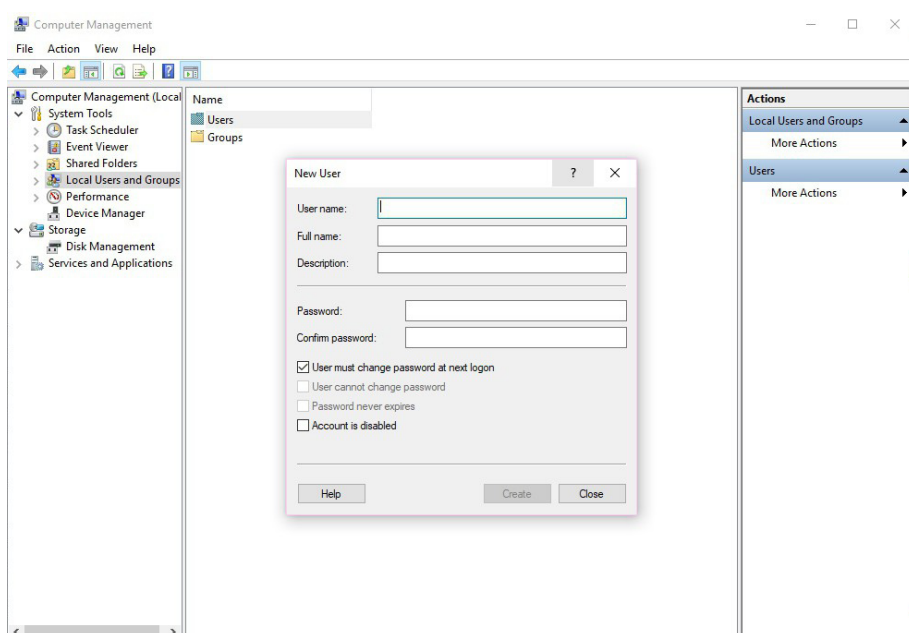 Computer Management
File Action View Help
Computer Management (Local
System Tools
Task Scheduler
Event Viewer
Shared Folders
Local Users and Groups
Performance
Device Manager
Storage
Disk Management
Services and Applications
Name
Users
Groups
New User
?
User name:
Full name:
Description:
Password:
Confirm password:
User must change password at next logon
User cannot change password
Password never expires
Account is disabled
Help Create Close
Actions
Local Users and Groups
More Actions
Users
More Actions